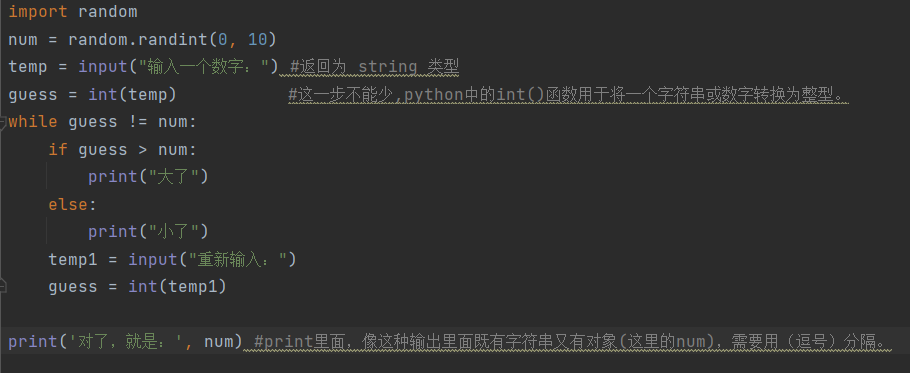 import random
num = random.randint(0, 10)
temp = input("输入一个数字：") #返回为 string 类型
guess = int(temp)           #这一步不能少,python中的int()函数用于将一个字符串或数字转换为整型。
while guess != num:
    if guess > num:
        print("大了")
    else:
        print("小了")
    temp1 = input("重新输入：")
    guess = int(temp1)
print('对了，就是：', num) #print里面，像这种输出里面既有字符串又有对象(这里的num)，需要用（逗号）分隔。